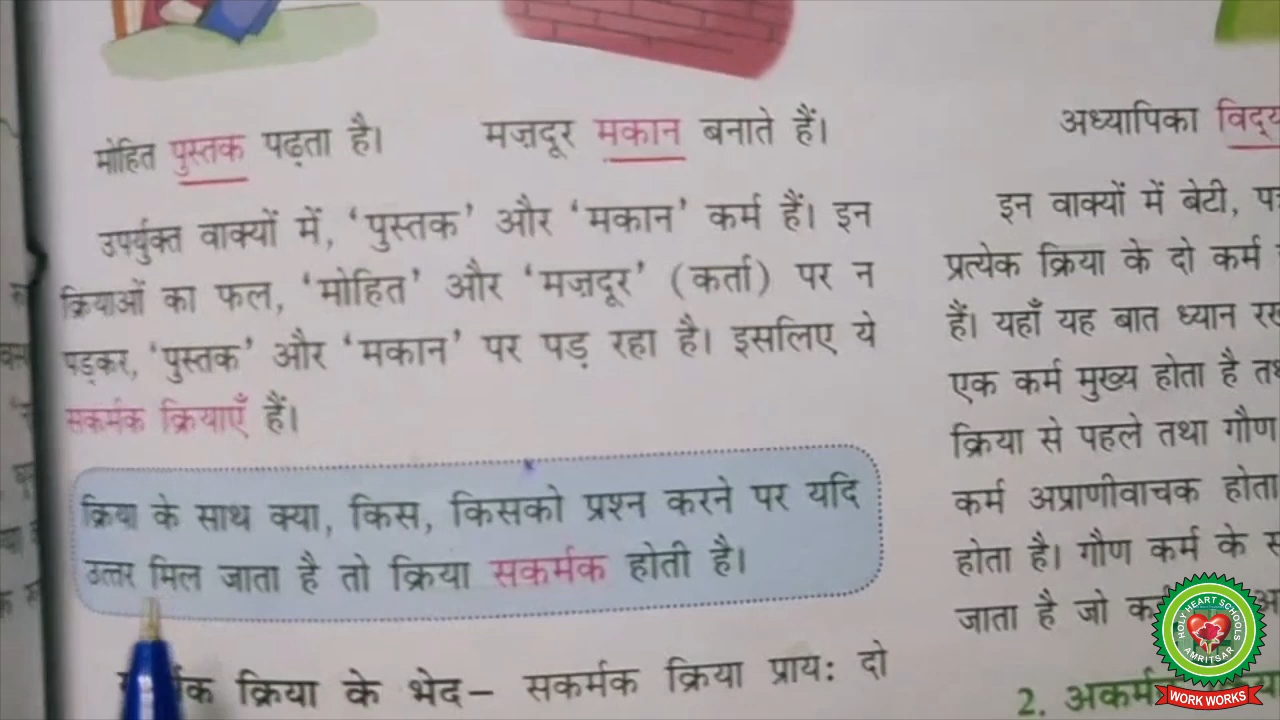 मोहित पुस्तक पढ़ता है।
मज़दूर मकान बनाते हैं।
उपर्युक्त वाक्यों में, ‘पुस्तक’ और ‘मकान’ कर्म हैं। इन
क्रियाओं का फल, ‘मोहित’ और ‘मज़दूर’ (कर्ता) पर न
पड़कर, ‘पुस्तक’ और ‘मकान’ पर पड़ रहा है। इसलिए ये
सकर्मक क्रियाएँ हैं।
क्रिया के साथ क्या, किस, किसको प्रश्न करने पर यदि
उत्तर मिल जाता है तो क्रिया सकर्मक होती है।
क्रिया के भेद– सकर्मक क्रिया प्राय: दो
अध्यापिका
इन वाक्यों में बेटी,
प्रत्येक क्रिया के दो कर्म
हैं। यहाँ यह बात ध्यान
एक कर्म मुख्य होता है
क्रिया से पहले तथा गौण
कर्म अप्राणीवाचक होता
होता है। गौण कर्म के
जाता है जो
2.
HOLY HEART SCHOOLS
AMRITSAR
WORK WORKS